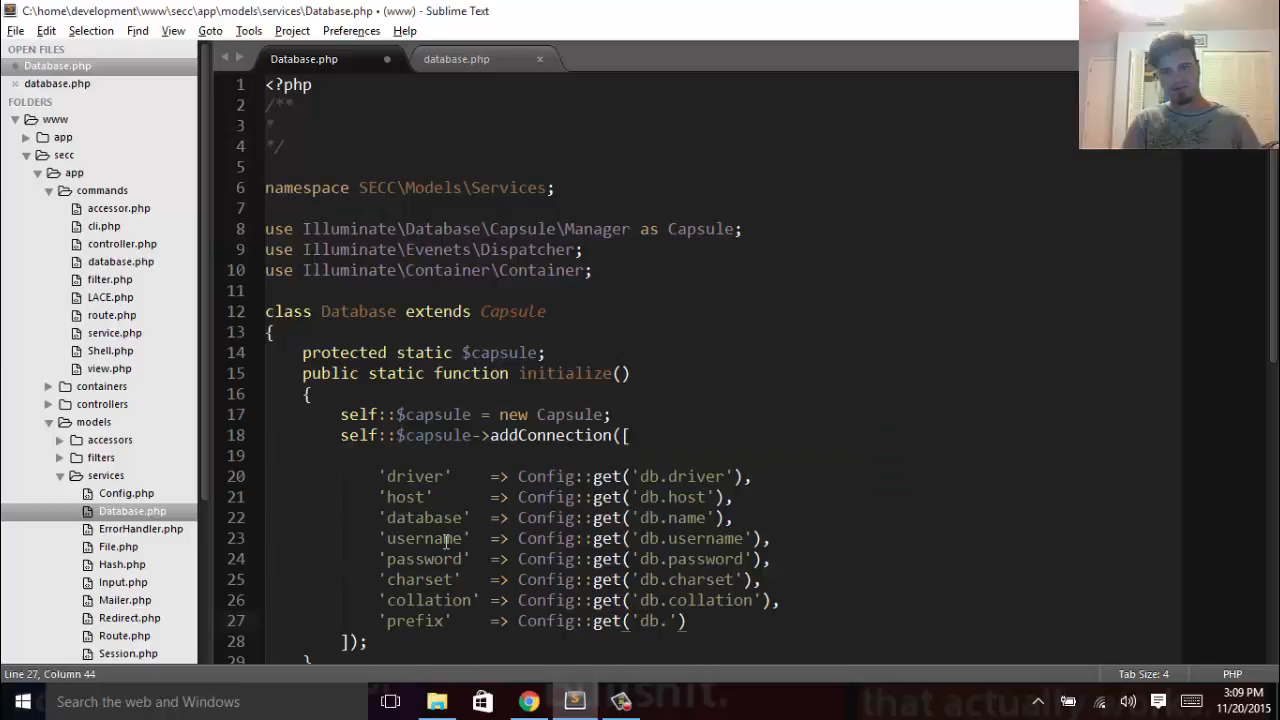 C:\home\development\www\secc\app\models\services\Database.php • (www) - Sublime Text
File Edit Selection Find View Goto Tools Project Preferences Help
OPEN FILES
Database.php
database.php
FOLDERS
www
app
secc
app
commands
accessor.php
cli.php
controller.php
database.php
filter.php
LACE.php
route.php
service.php
Shell.php
view.php
containers
controllers
models
accessors
filters
services
Config.php
Database.php
ErrorHandler.php
File.php
Hash.php
Input.php
Mailer.php
Redirect.php
Route.php
Session.php
Database.php database.php
1 <?php
2 /**
3 *
4 */
5
6 namespace SECC\Models\Services;
7
8 use Illuminate\Database\Capsule\Manager as Capsule;
9 use Illuminate\Evenets\Dispatcher;
10 use Illuminate\Container\Container;
11
12 class Database extends Capsule
13 {
14 protected static $capsule;
15 public static function initialize()
16 {
17 self::$capsule = new Capsule;
18 self::$capsule->addConnection([
19
20 'driver' => Config::get('db.driver'),
21 'host' => Config::get('db.host'),
22 'database' => Config::get('db.name'),
23 'username' => Config::get('db.username'),
24 'password' => Config::get('db.password'),
25 'charset' => Config::get('db.charset'),
26 'collation' => Config::get('db.collation'),
27 'prefix' => Config::get('db.')
28 ]);
29 }
Line 27, Column 44 Tab Size: 4 PHP
Search the web and Windows
3:09 PM
11/20/2015